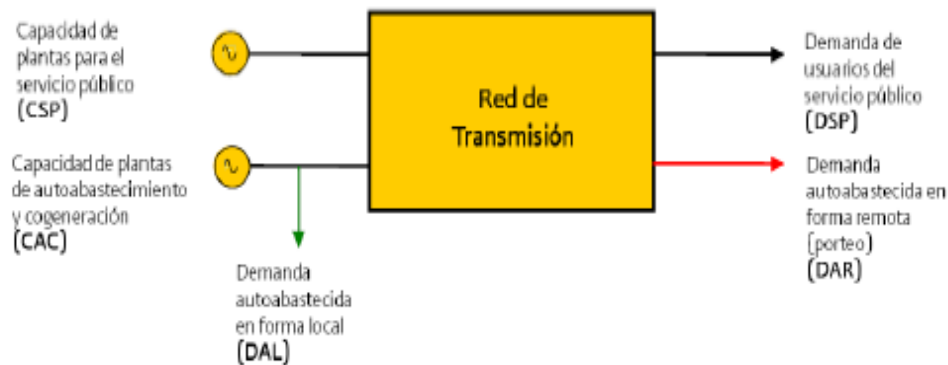 Capacidad de
plantas para el
servicio público
(CSP)
Capacidad de plantas
de autoabastecimiento
y cogeneración
(CAC)
Demanda
autoabastecida
en forma local
(DAL)
Red de
Transmisión
Demanda de
usuarios del
servicio público
(DSP)
Demanda
autoabastecida en
forma remota
(porteo)
(DAR)